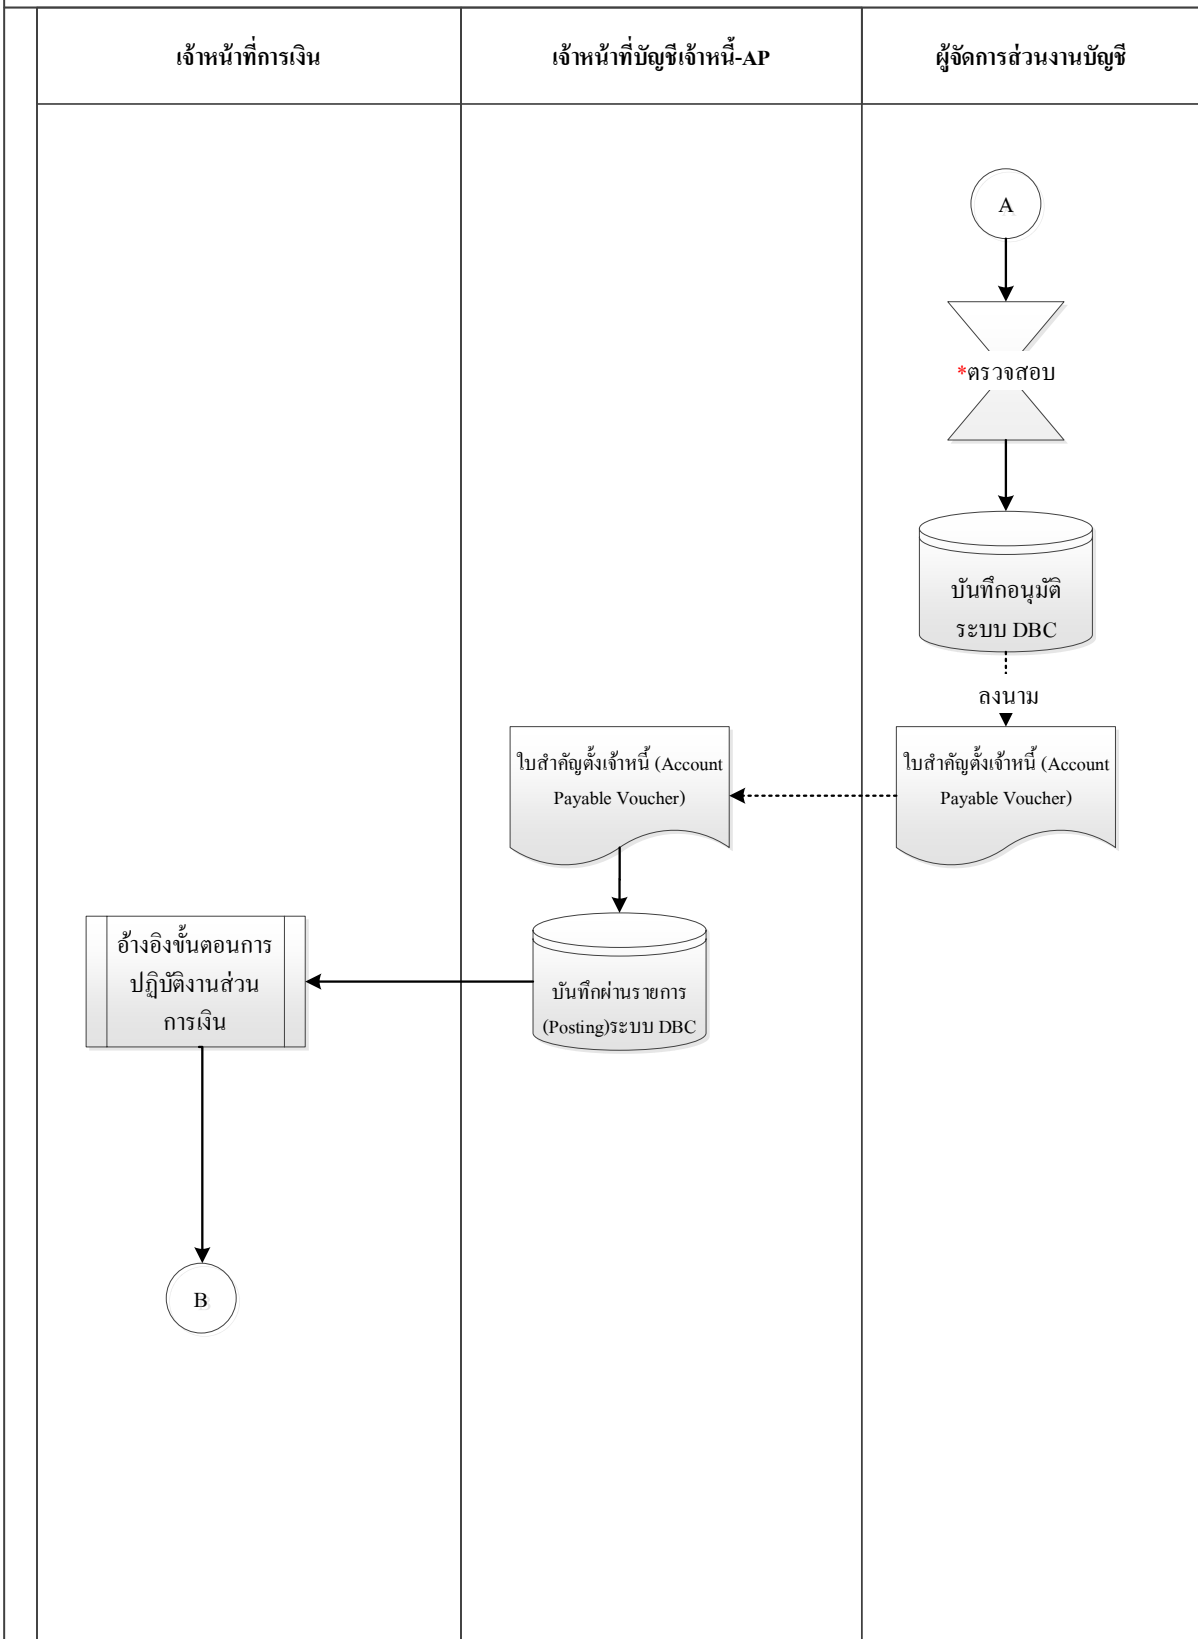 เจ้าหน้าที่การเงิน
เจ้าหน้าที่บัญชีเจ้าหนี้-AP
ผู้จัดการส่วนงานบัญชี
A
*ตรวจสอบ
บันทึกอนุมัติ
ระบบ DBC
ลงนาม
ใบสำคัญตั้งเจ้าหนี้ (Account
Payable Voucher)
ใบสำคัญตั้งเจ้าหนี้ (Account
Payable Voucher)
บันทึกผ่านรายการ
(Posting)ระบบ DBC
อ้างอิงขั้นตอนการ
ปฏิบัติงานส่วน
การเงิน
B